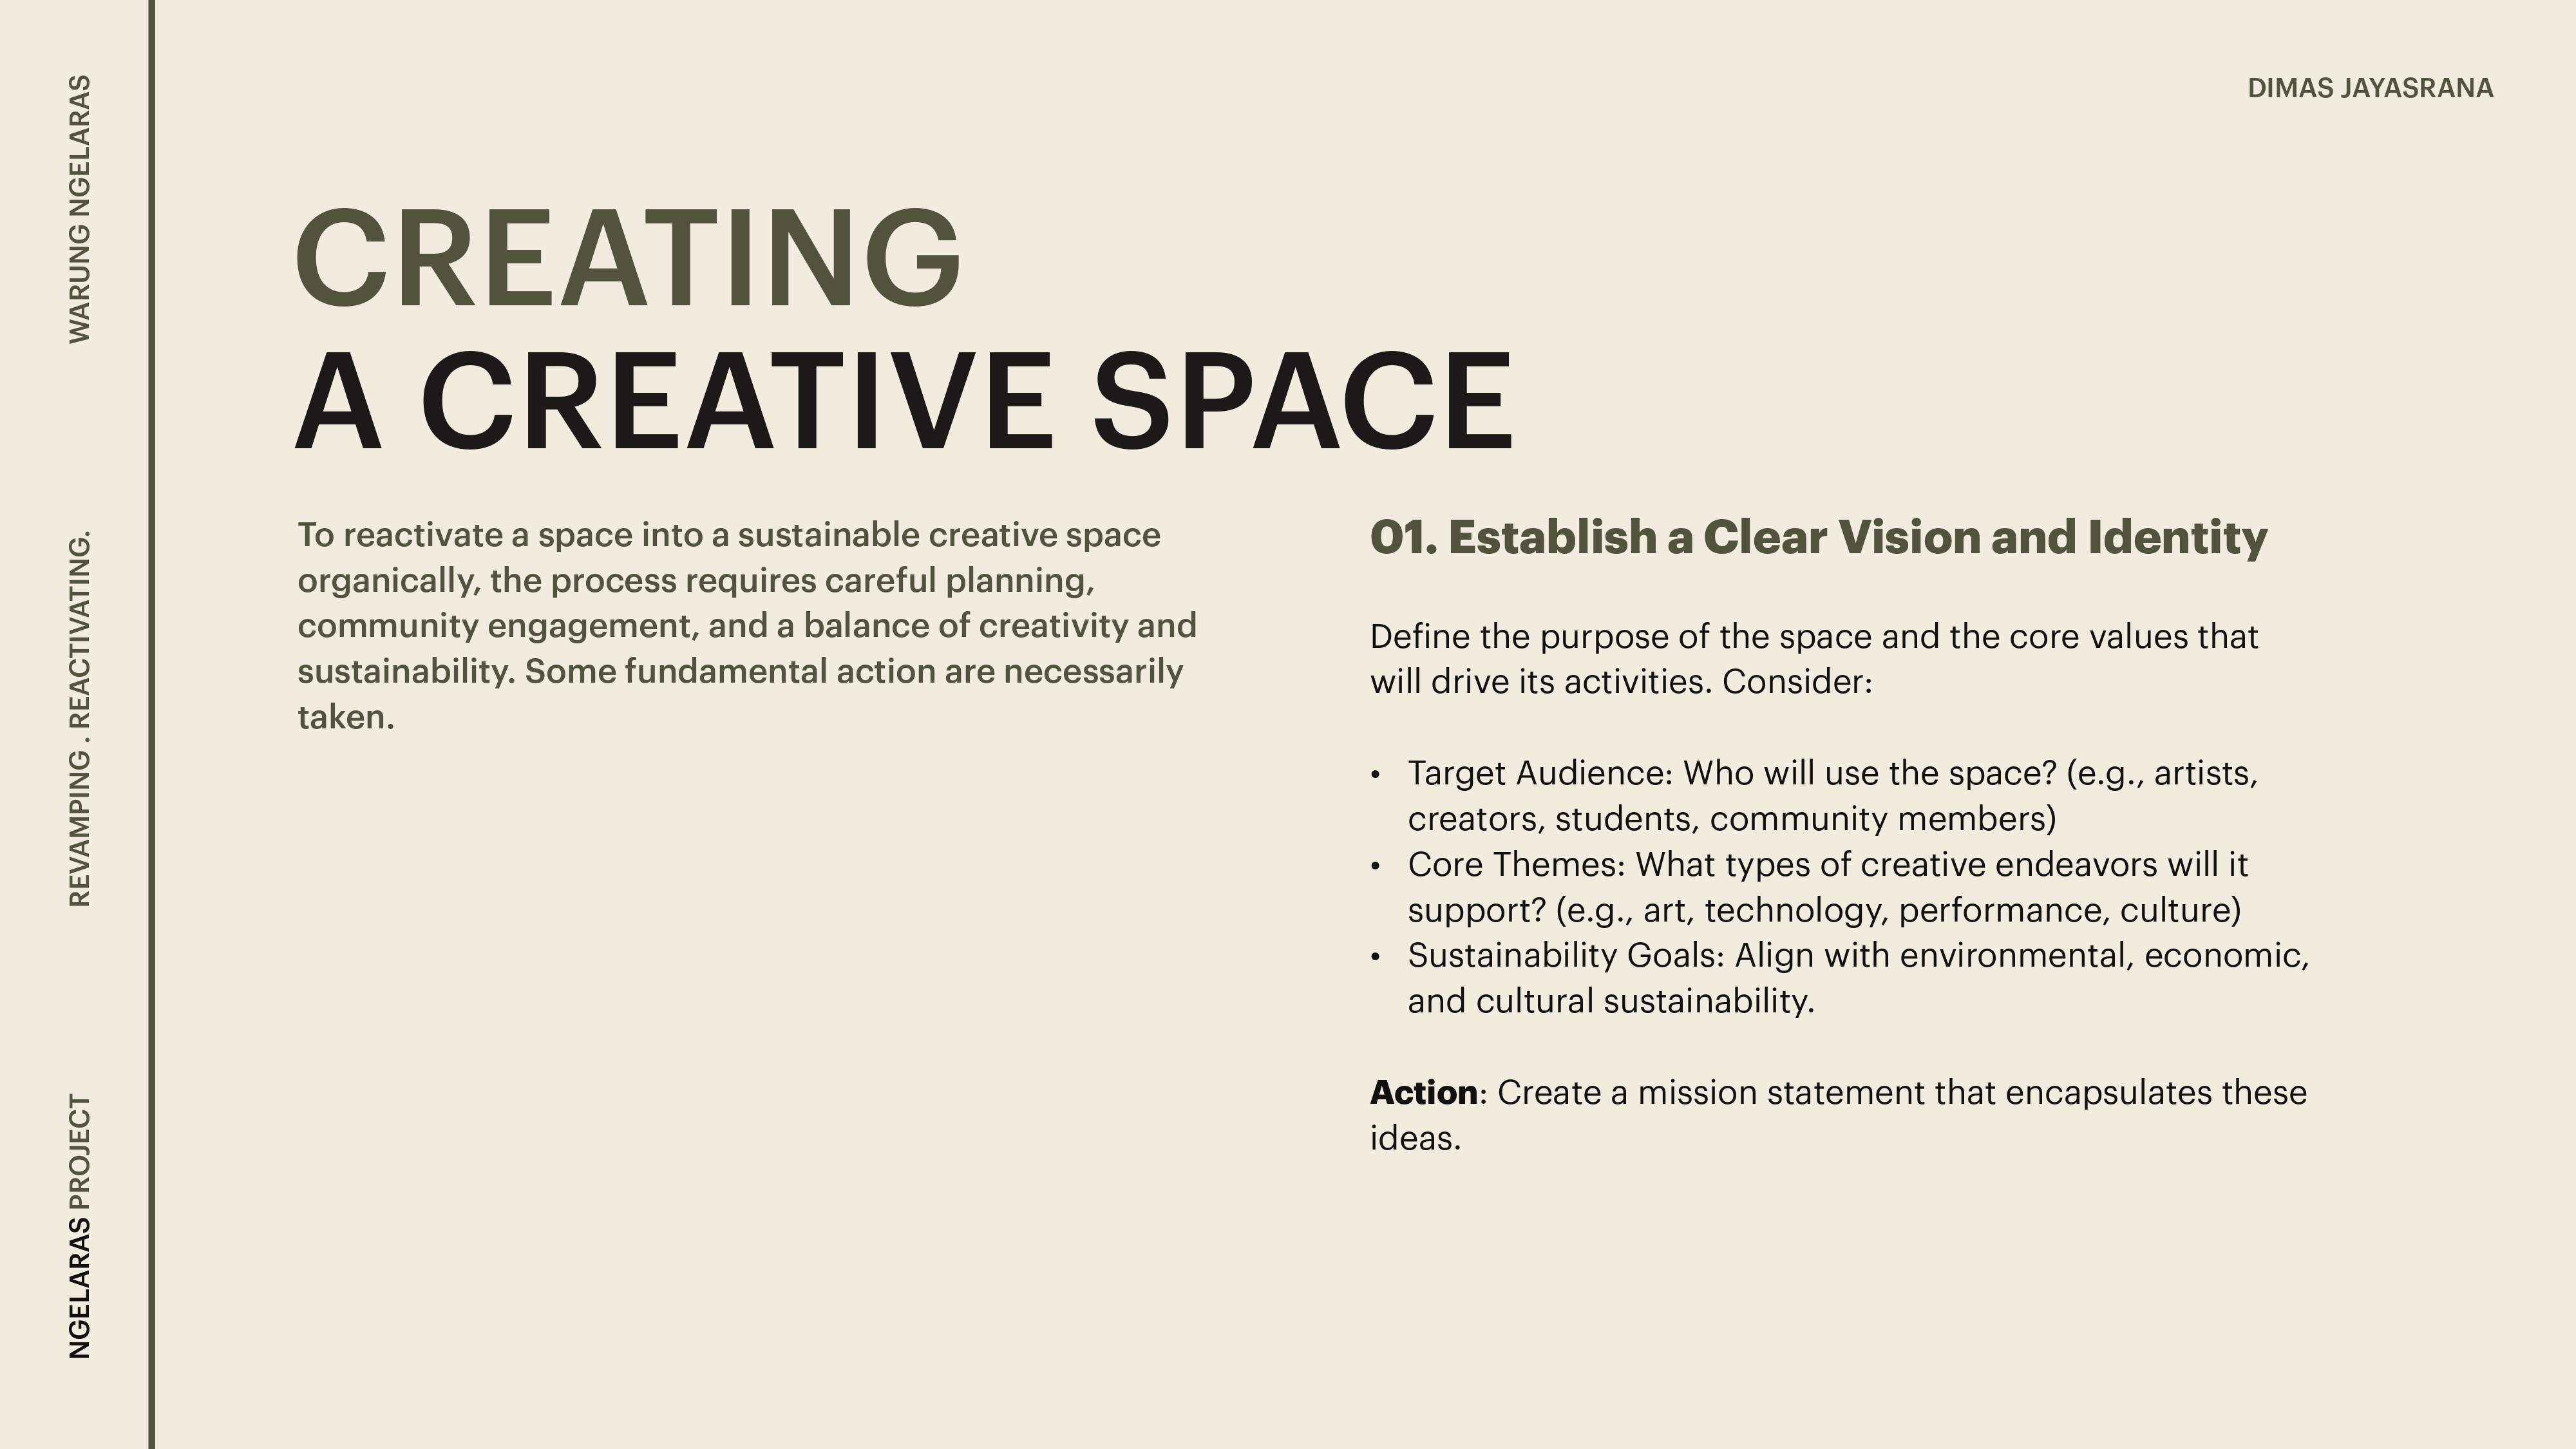 WARUNG NGELARAS
REVAMPING . REACTIVATING.
NGELARAS PROJECT
DIMAS JAYASRANA
CREATING
A CREATIVE SPACE
To reactivate a space into a sustainable creative space
organically, the process requires careful planning,
community engagement, and a balance of creativity and
sustainability. Some fundamental action are necessarily
taken.
01. Establish a Clear Vision and Identity
Define the purpose of the space and the core values that
will drive its activities. Consider:
• Target Audience: Who will use the space? (e.g., artists,
creators, students, community members)
• Core Themes: What types of creative endeavors will it
support? (e.g., art, technology, performance, culture)
• Sustainability Goals: Align with environmental, economic,
and cultural sustainability.
Action: Create a mission statement that encapsulates these
ideas.